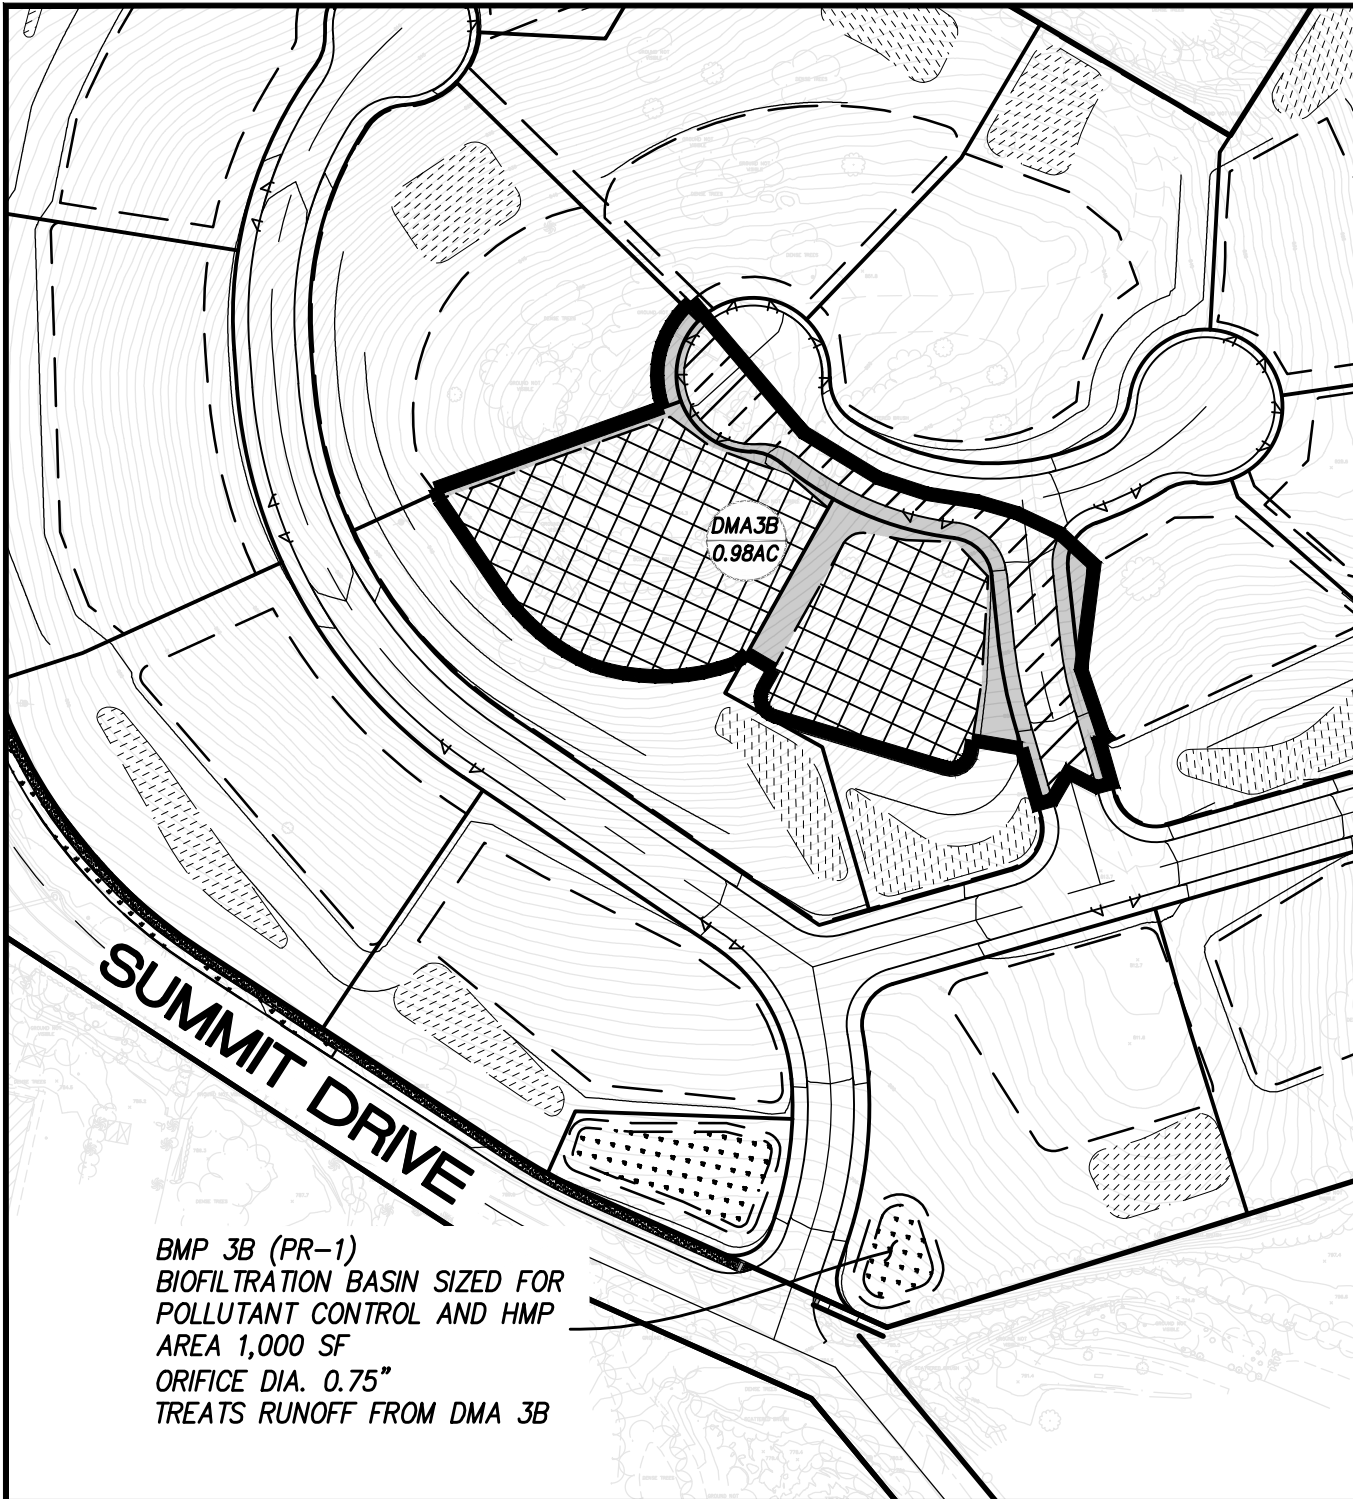 DMA3B
0.98AC
SUMMIT DRIVE
BMP 3B (PR-1)
BIOFILTRATION BASIN SIZED FOR
POLLUTANT CONTROL AND HMP
AREA 1,000 SF
ORIFICE DIA. 0.75"
TREATS RUNOFF FROM DMA 3B